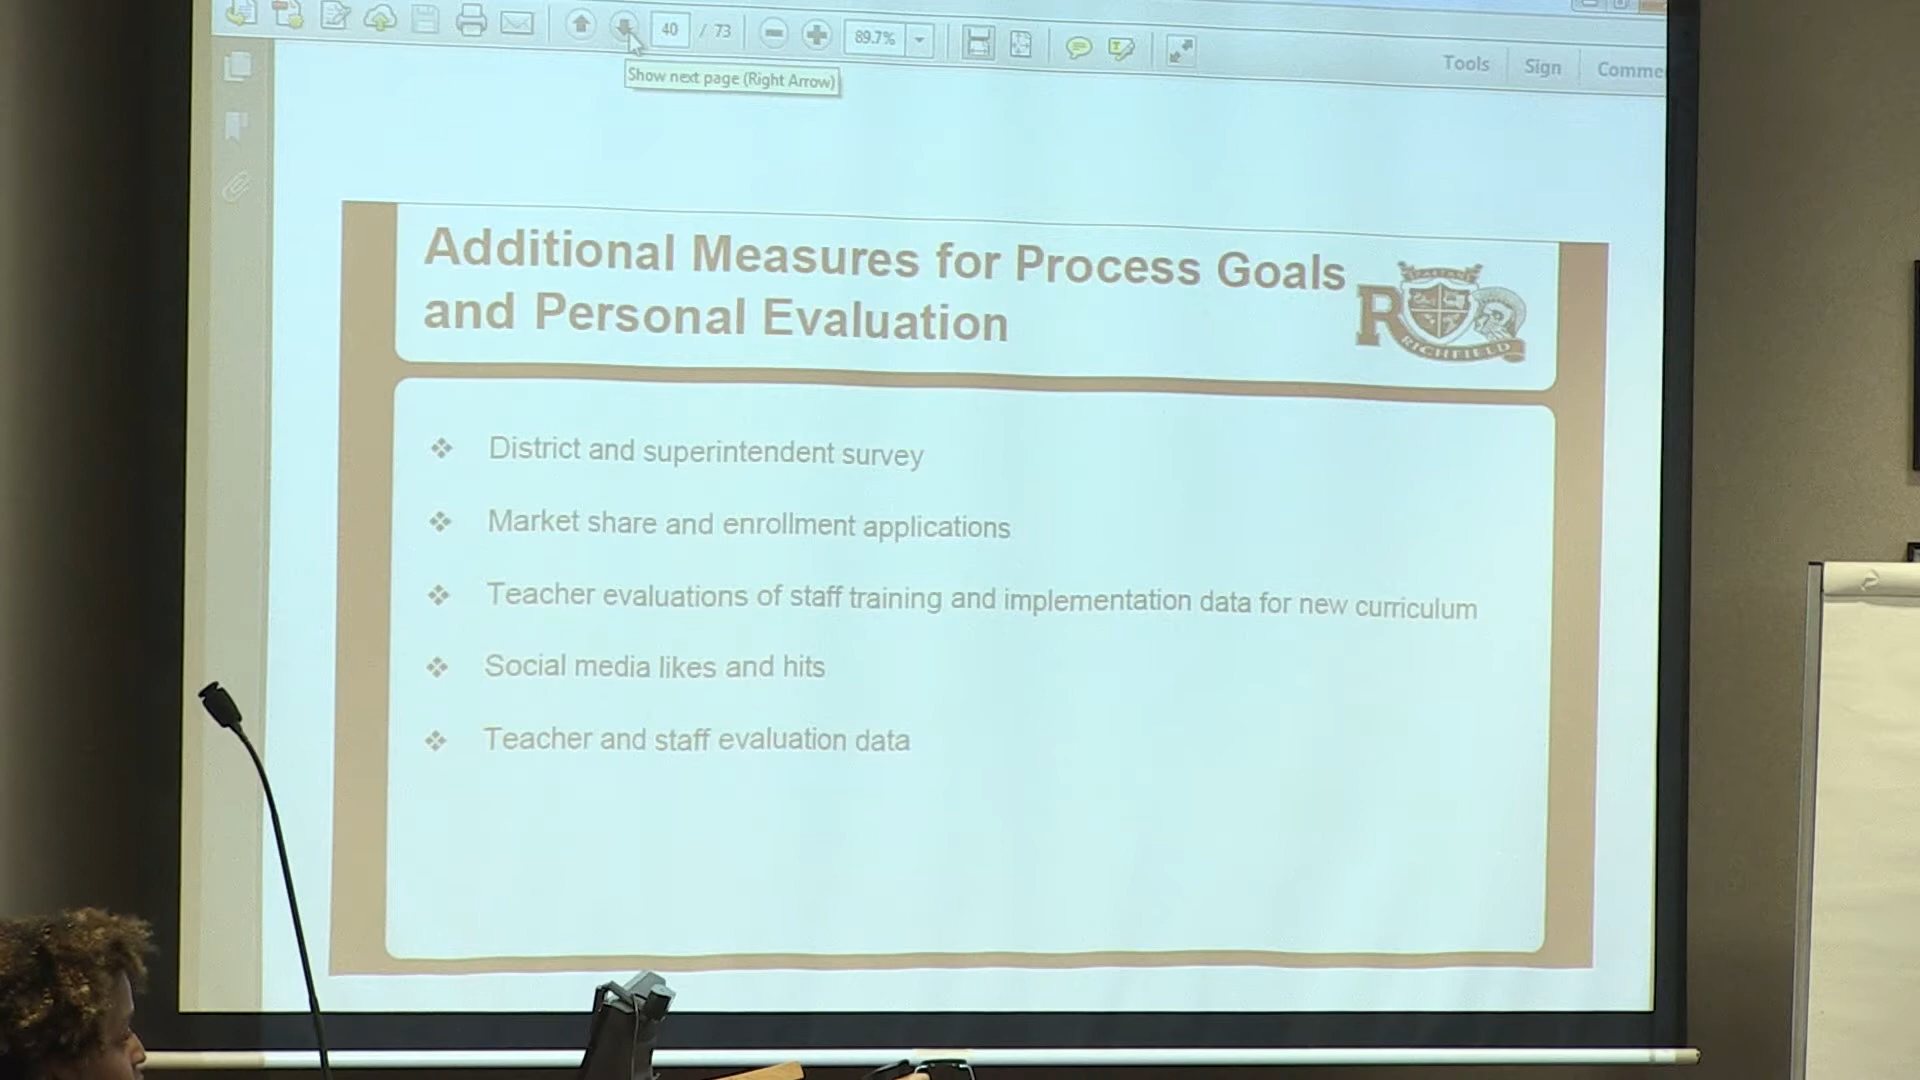 40 / 73
89.7%
Tools
Sign
Comme
Show next page (Right Arrow)
Additional Measures for Process Goals
and Personal Evaluation
R
RICHFIELD
District and superintendent survey
Market share and enrollment applications
Teacher evaluations of staff training and implementation data for new curriculum
Social media likes and hits
Teacher and staff evaluation data